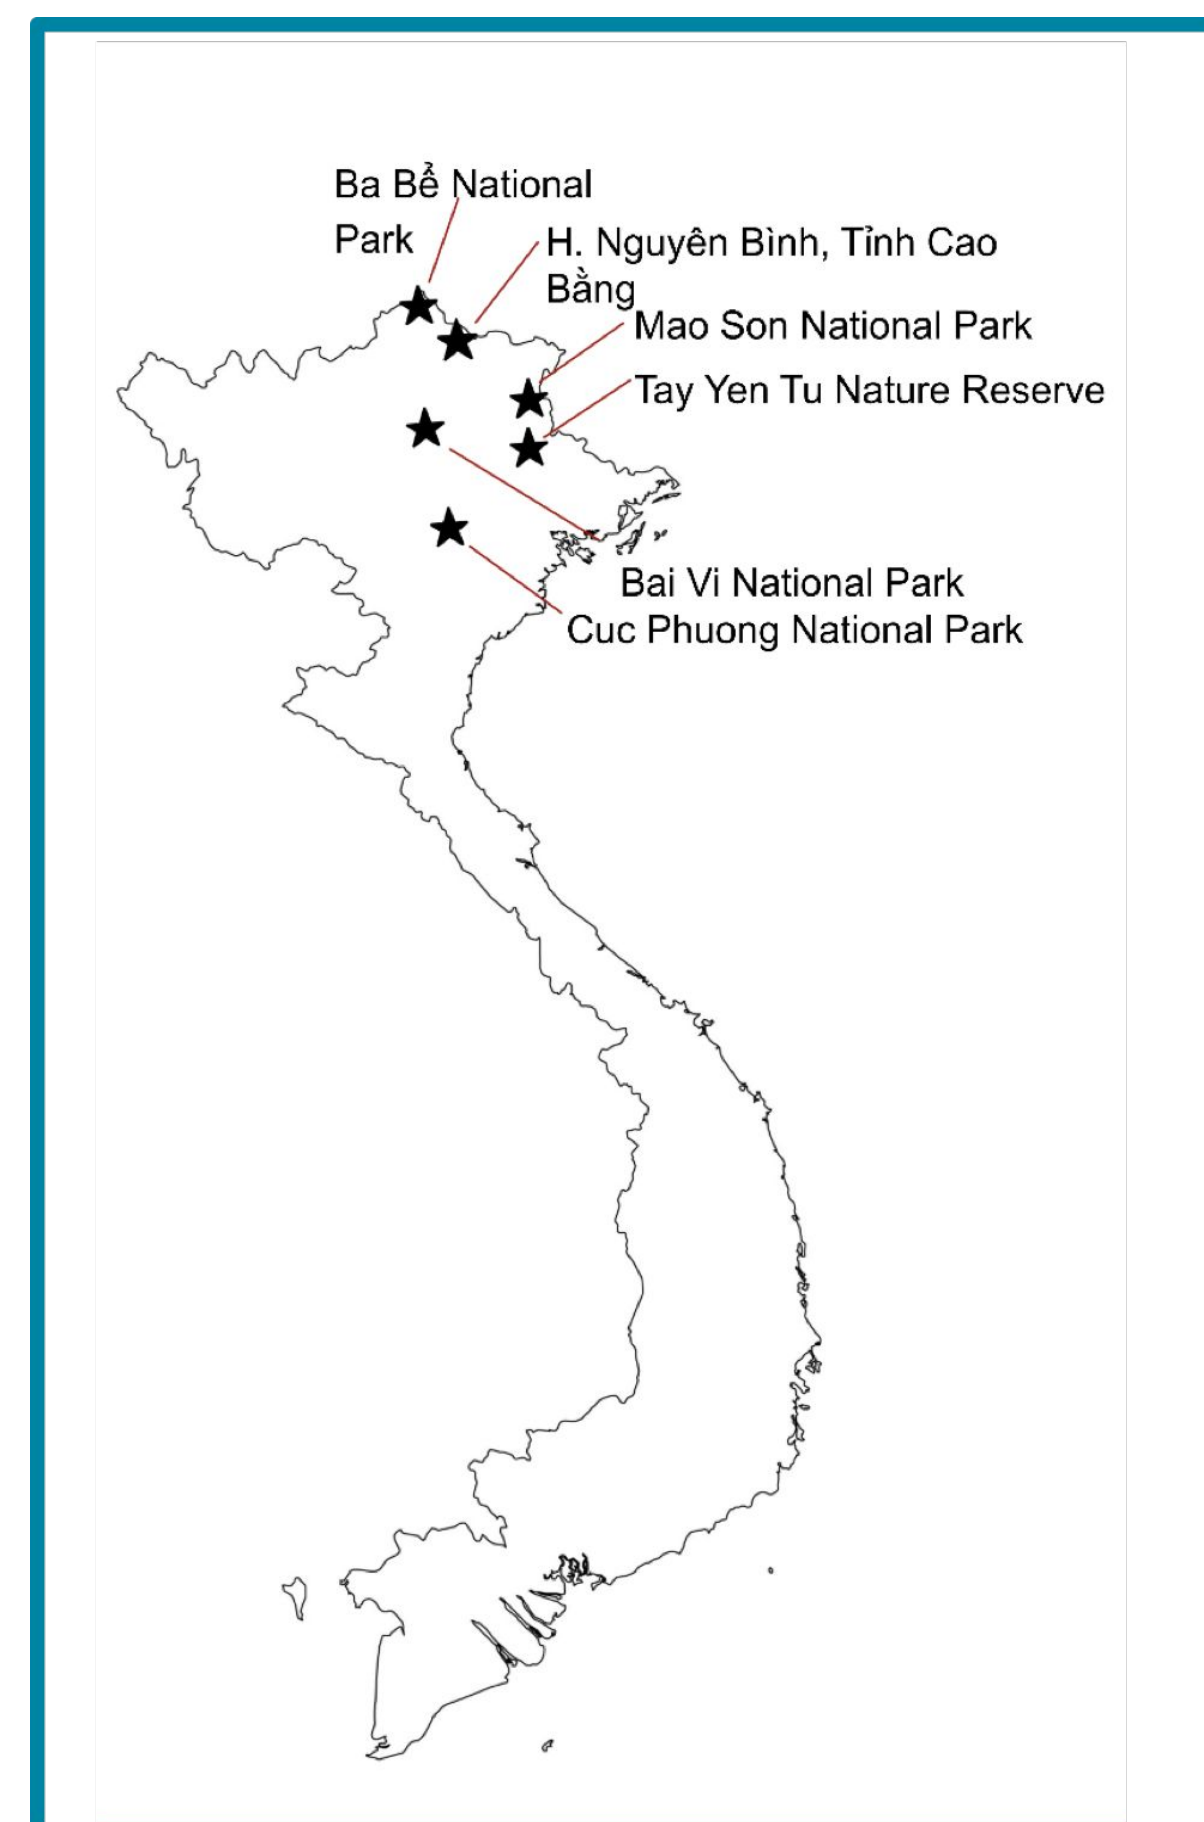 Ba Bể National
Park
H. Nguyên Bình, Tỉnh Cao
Bằng
Mao Son National Park
Tay Yen Tu Nature Reserve
Bai Vi National Park
Cuc Phuong National Park